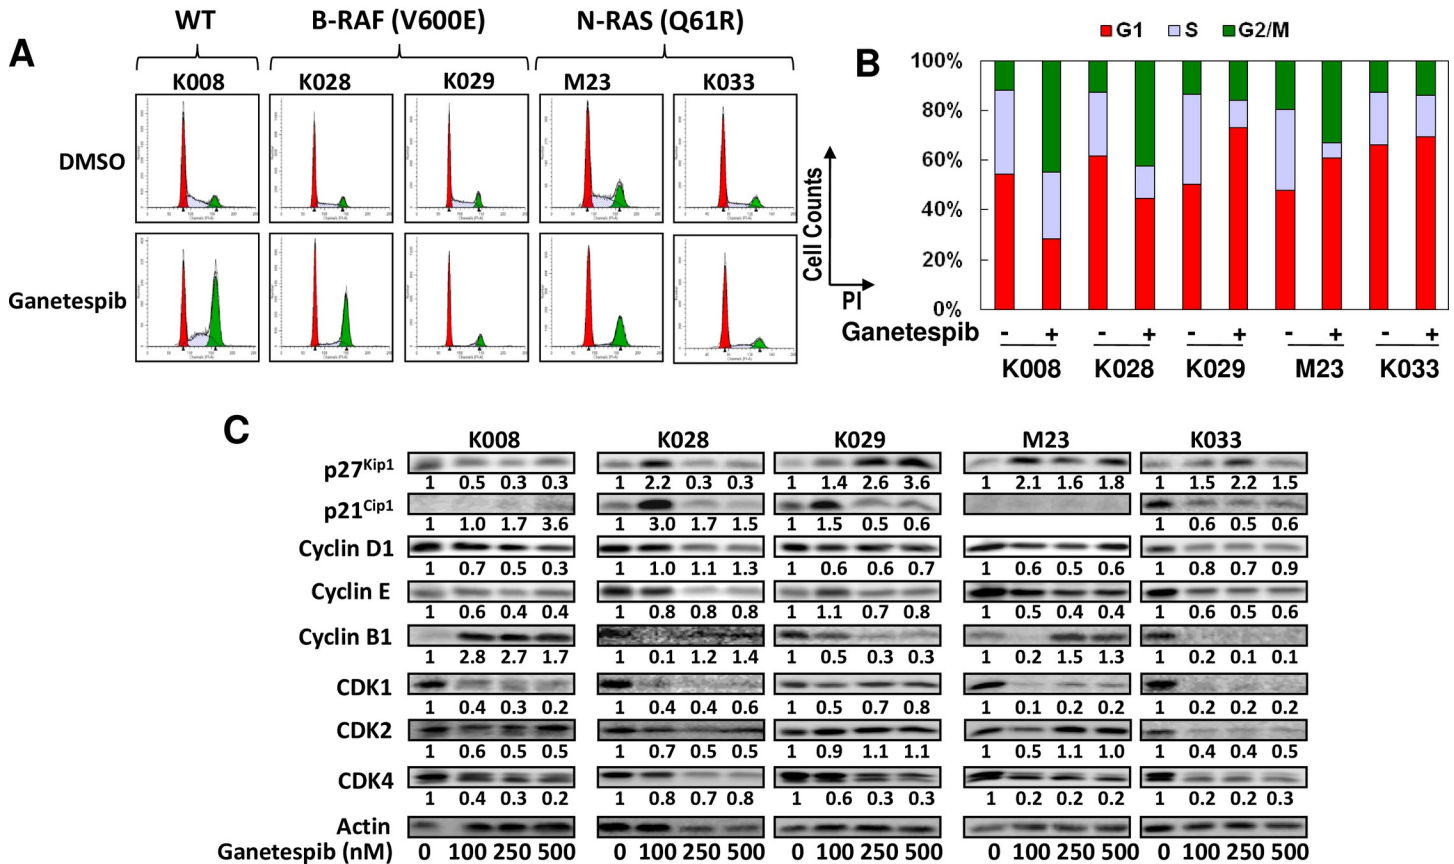 A
WT B-RAF (V600E) N-RAS (Q61R)
K008 K028 K029 M23 K033
DMSO
Ganetespib
Cell Counts
PI
B
G1 S G2/M
100%
80%
60%
40%
20%
0%
Ganetespib - + - + - + - + - +
K008 K028 K029 M23 K033
C
K008 K028 K029 M23 K033
p27Kip1
1 0.5 0.3 0.3 1 2.2 0.3 0.3 1 1.4 2.6 3.6 1 2.1 1.6 1.8 1 1.5 2.2 1.5
p21Cip1
1 1.0 1.7 3.6 1 3.0 1.7 1.5 1 1.5 0.5 0.6 1 0.6 0.5 0.6
Cyclin D1
1 0.7 0.5 0.3 1 1.0 1.1 1.3 1 0.6 0.6 0.7 1 0.6 0.5 0.6 1 0.8 0.7 0.9
Cyclin E
1 0.6 0.4 0.4 1 0.8 0.8 0.8 1 1.1 0.7 0.8 1 0.5 0.4 0.4 1 0.6 0.5 0.6
Cyclin B1
1 2.8 2.7 1.7 1 0.1 1.2 1.4 1 0.5 0.3 0.3 1 0.2 1.5 1.3 1 0.2 0.1 0.1
CDK1
1 0.4 0.3 0.2 1 0.4 0.4 0.6 1 0.5 0.7 0.8 1 0.1 0.2 0.2 1 0.2 0.2 0.2
CDK2
1 0.6 0.5 0.5 1 0.7 0.5 0.5 1 0.9 1.1 1.1 1 0.5 1.1 1.0 1 0.4 0.4 0.5
CDK4
1 0.4 0.3 0.2 1 0.8 0.7 0.8 1 0.6 0.3 0.3 1 0.2 0.2 0.2 1 0.2 0.2 0.3
Actin
Ganetespib (nM) 0 100 250 500 0 100 250 500 0 100 250 500 0 100 250 500 0 100 250 500